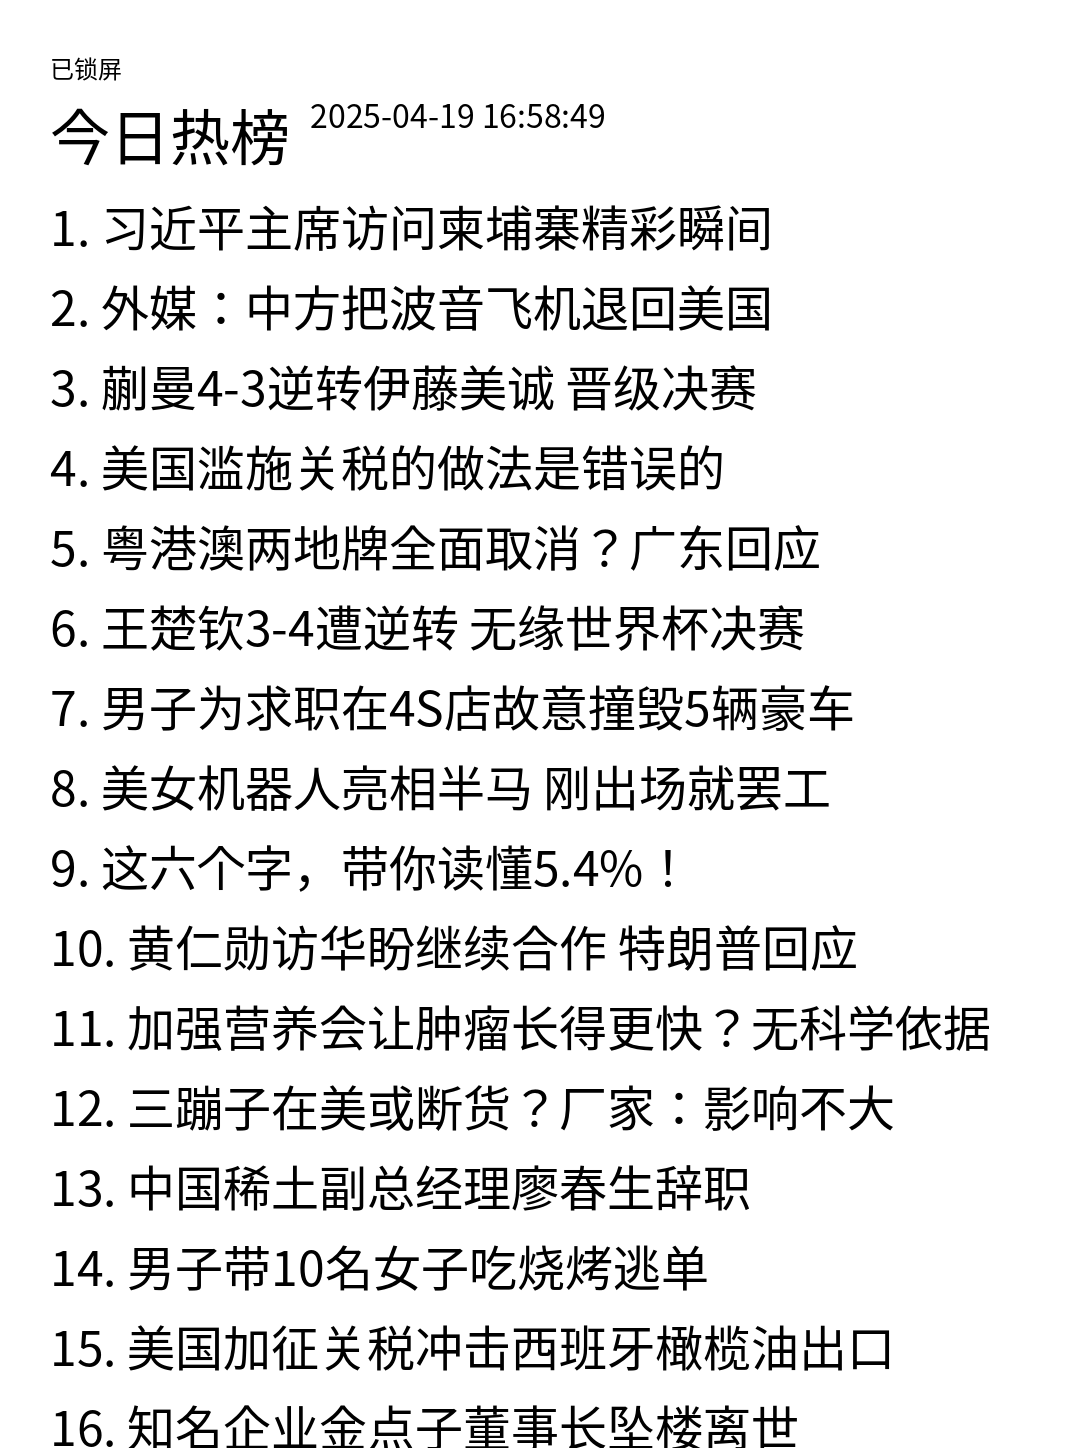 已锁屏
今日热榜 2025-04-19 16:58:49
1. 习近平主席访问柬埔寨精彩瞬间
2. 外媒：中方把波音飞机退回美国
3. 蒯曼4-3逆转伊藤美诚 晋级决赛
4. 美国滥施关税的做法是错误的
5. 粤港澳两地牌全面取消？广东回应
6. 王楚钦3-4遭逆转 无缘世界杯决赛
7. 男子为求职在4S店故意撞毁5辆豪车
8. 美女机器人亮相半马 刚出场就罢工
9. 这六个字，带你读懂5.4%！
10. 黄仁勋访华盼继续合作 特朗普回应
11. 加强营养会让肿瘤长得更快？无科学依据
12. 三蹦子在美或断货？厂家：影响不大
13. 中国稀土副总经理廖春生辞职
14. 男子带10名女子吃烧烤逃单
15. 美国加征关税冲击西班牙橄榄油出口
16. 知名企业金点子董事长坠楼离世